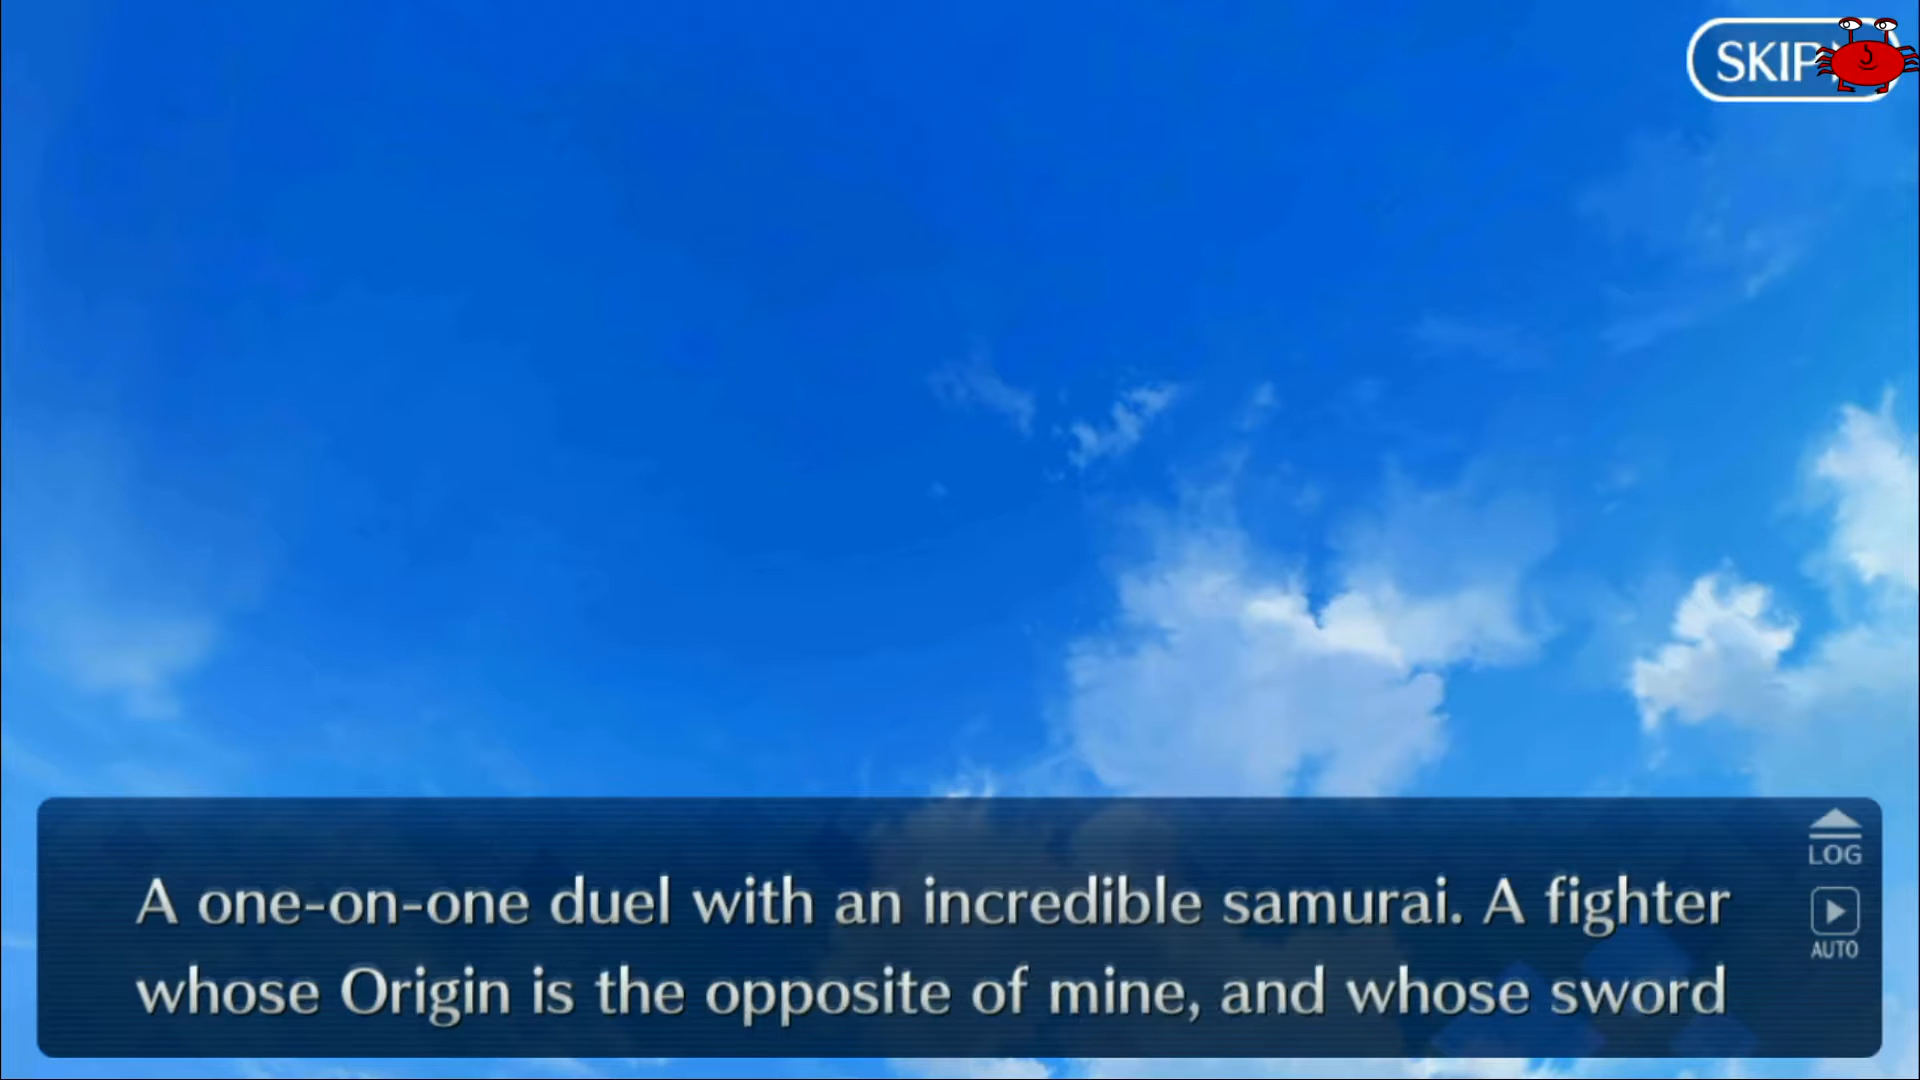 SKIP
LOG
A one-on-one duel with an incredible samurai. A fighter
AUTO
whose Origin is the opposite of mine, and whose sword